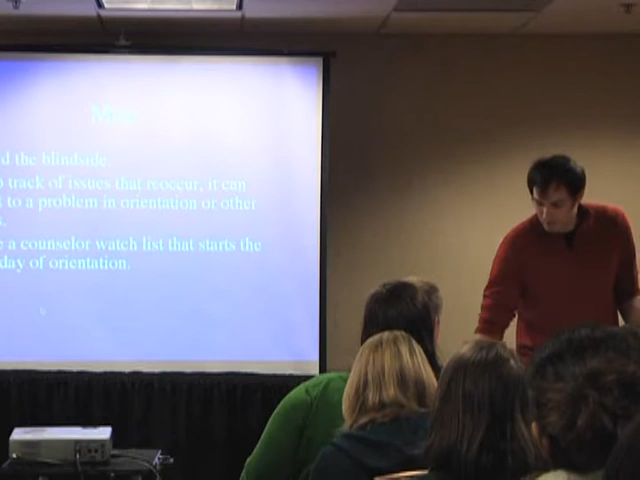 d the blindside.
track of issues that reoccur, it can
to a problem in orientation or other
s.
e a counselor watch list that starts the
day of orientation.